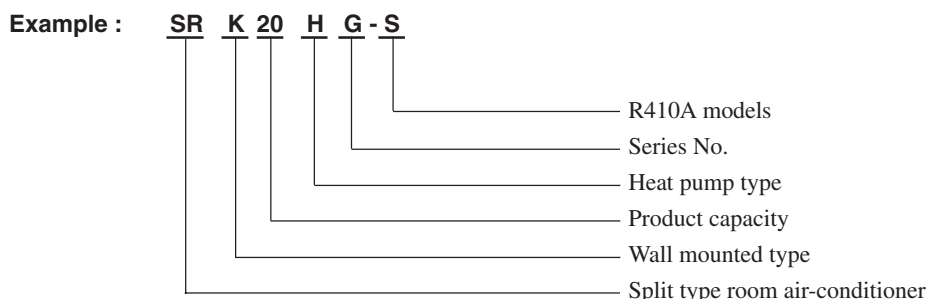 Example : SR K 20 H G - S
R410A models
Series No.
Heat pump type
Product capacity
Wall mounted type
Split type room air-conditioner